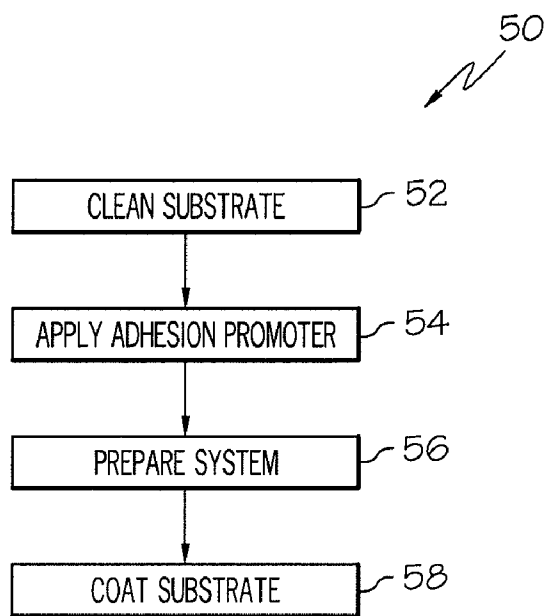 50
CLEAN SUBSTRATE 52
APPLY ADHESION PROMOTER 54
PREPARE SYSTEM 56
COAT SUBSTRATE 58